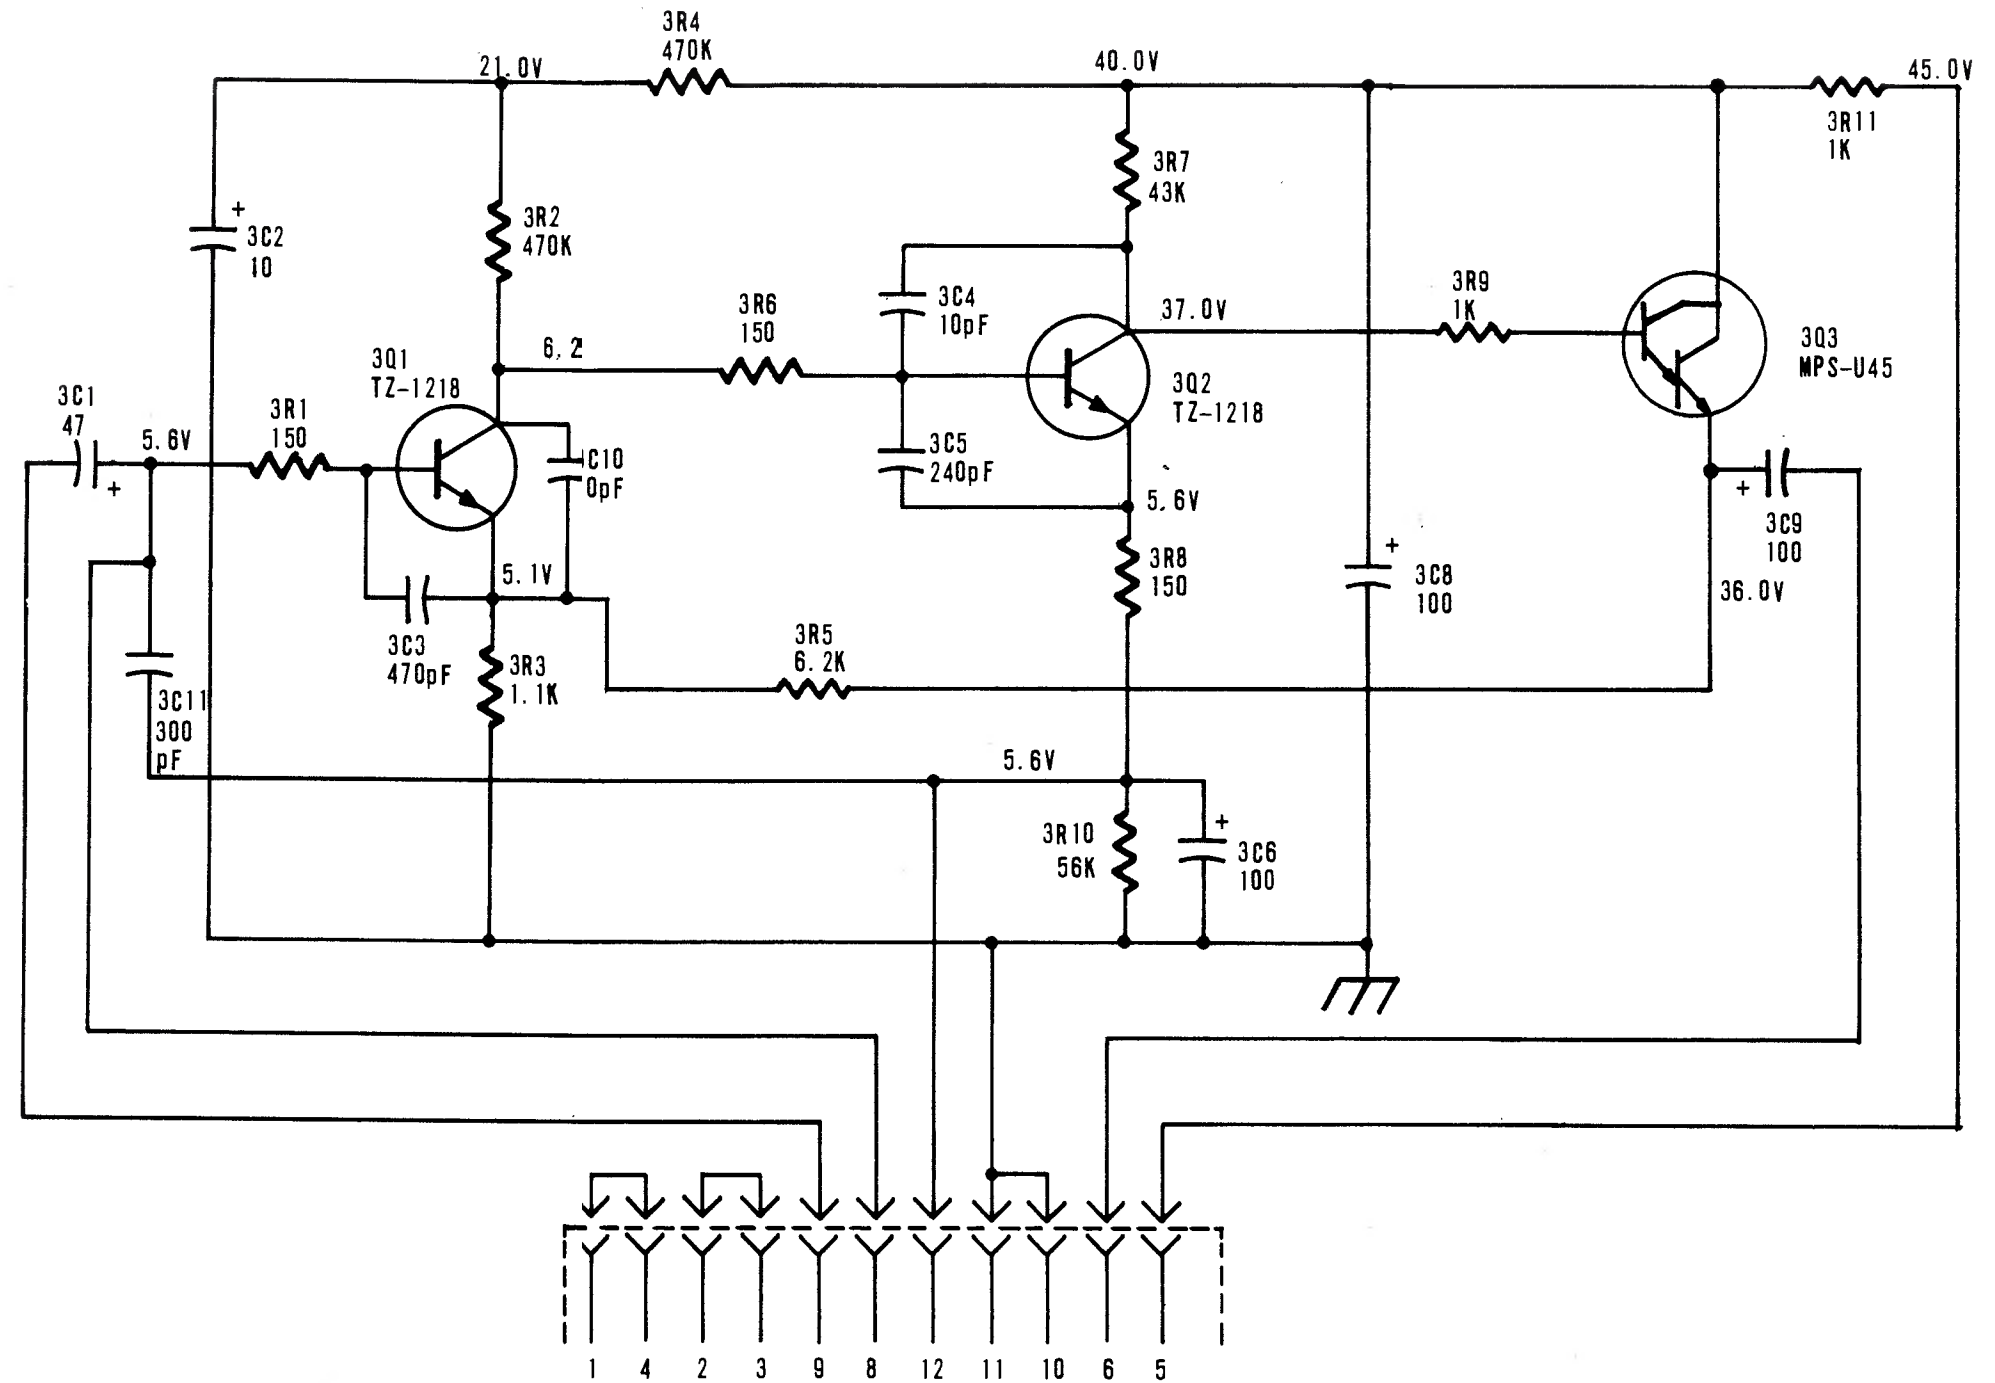 3R4
470K
21.0V
40.0V
45.0V
3R11
1K
3R7
43K
+
3C2
10
3R2
470K
3R6
150
3C4
10pF
37.0V
3R9
1K
3Q3
MPS-U45
6.2
3Q1
TZ-1218
3Q2
TZ-1218
3C1
47
+
5.6V
3R1
150
C10
0pF
3C5
240pF
5.6V
+
3C9
100
5.1V
3R8
150
+
3C8
100
36.0V
3C3
470pF
3R3
1.1K
3R5
6.2K
3C11
300
pF
5.6V
3R10
56K
+
3C6
100
1 4 2 3 9 8 12 11 10 6 5